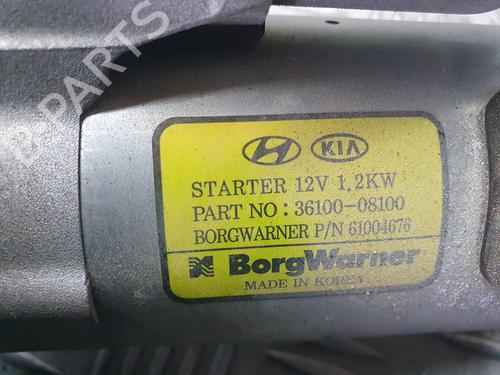 B-PARTS
KIA
STARTER 12V 1.2KW
PART NO : 36100-08100
BORGWARNER P/N 61004676
BorgWarner
MADE IN KOREA